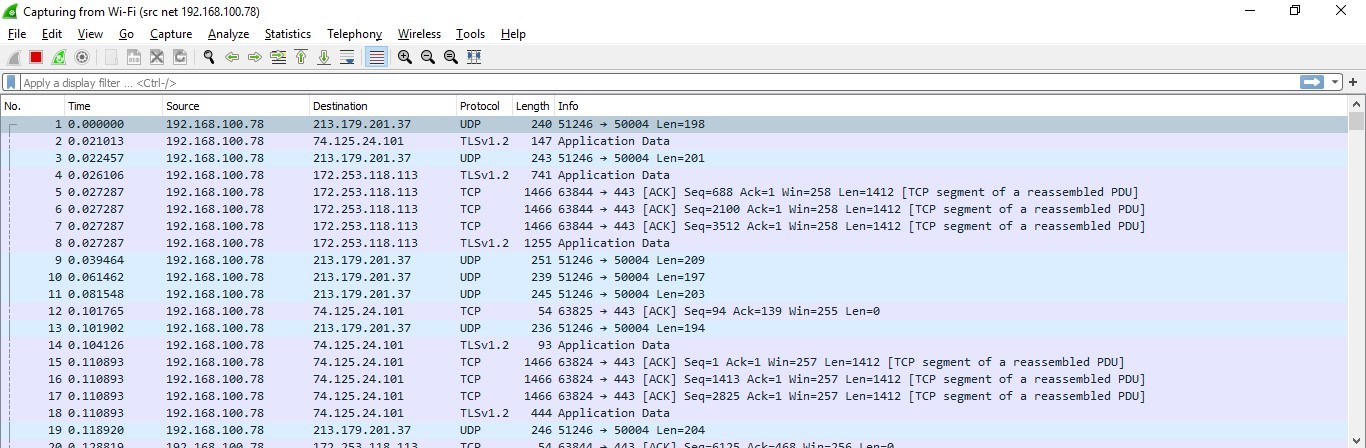 Capturing from Wi-Fi (src net 192.168.100.78)
File Edit View Go Capture Analyze Statistics Telephony Wireless Tools Help
Apply a display filter ... <Ctrl-/>
No. Time Source Destination Protocol Length Info
1 0.000000 192.168.100.78 213.179.201.37 UDP 240 51246 → 50004 Len=198
2 0.021013 192.168.100.78 74.125.24.101 TLSv1.2 147 Application Data
3 0.022457 192.168.100.78 213.179.201.37 UDP 243 51246 → 50004 Len=201
4 0.026106 192.168.100.78 172.253.118.113 TLSv1.2 741 Application Data
5 0.027287 192.168.100.78 172.253.118.113 TCP 1466 63844 → 443 [ACK] Seq=688 Ack=1 Win=258 Len=1412 [TCP segment of a reassembled PDU]
6 0.027287 192.168.100.78 172.253.118.113 TCP 1466 63844 → 443 [ACK] Seq=2100 Ack=1 Win=258 Len=1412 [TCP segment of a reassembled PDU]
7 0.027287 192.168.100.78 172.253.118.113 TCP 1466 63844 → 443 [ACK] Seq=3512 Ack=1 Win=258 Len=1412 [TCP segment of a reassembled PDU]
8 0.027287 192.168.100.78 172.253.118.113 TLSv1.2 1255 Application Data
9 0.039464 192.168.100.78 213.179.201.37 UDP 251 51246 → 50004 Len=209
10 0.061462 192.168.100.78 213.179.201.37 UDP 239 51246 → 50004 Len=197
11 0.081548 192.168.100.78 213.179.201.37 UDP 245 51246 → 50004 Len=203
12 0.101765 192.168.100.78 74.125.24.101 TCP 54 63825 → 443 [ACK] Seq=94 Ack=139 Win=255 Len=0
13 0.101902 192.168.100.78 213.179.201.37 UDP 236 51246 → 50004 Len=194
14 0.104126 192.168.100.78 74.125.24.101 TLSv1.2 93 Application Data
15 0.110893 192.168.100.78 74.125.24.101 TCP 1466 63824 → 443 [ACK] Seq=1 Ack=1 Win=257 Len=1412 [TCP segment of a reassembled PDU]
16 0.110893 192.168.100.78 74.125.24.101 TCP 1466 63824 → 443 [ACK] Seq=1413 Ack=1 Win=257 Len=1412 [TCP segment of a reassembled PDU]
17 0.110893 192.168.100.78 74.125.24.101 TCP 1466 63824 → 443 [ACK] Seq=2825 Ack=1 Win=257 Len=1412 [TCP segment of a reassembled PDU]
18 0.110893 192.168.100.78 74.125.24.101 TLSv1.2 444 Application Data
19 0.118920 192.168.100.78 213.179.201.37 UDP 246 51246 → 50004 Len=204
20 0.128819 192.168.100.78 172.253.118.113 TCP 54 63844 → 443 [ACK] Seq=6125 Ack=468 Win=256 Len=0